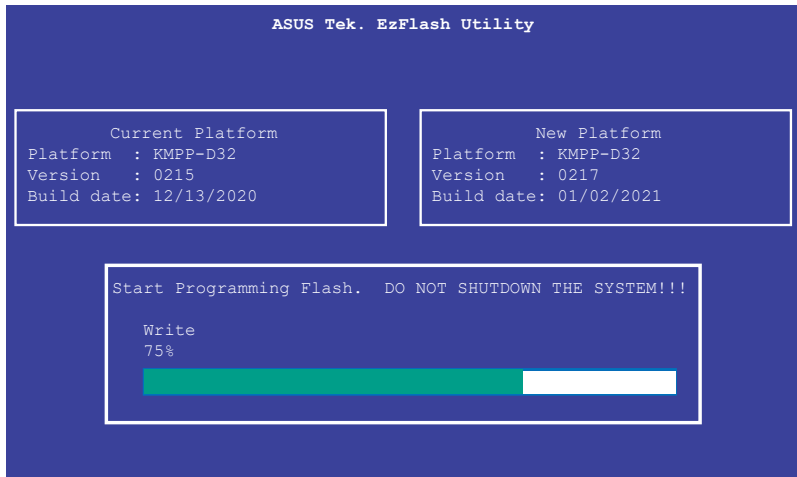 ASUS Tek. EzFlash Utility
Current Platform
Platform : KMPP-D32
Version : 0215
Build date: 12/13/2020
New Platform
Platform : KMPP-D32
Version : 0217
Build date: 01/02/2021
Start Programming Flash. DO NOT SHUTDOWN THE SYSTEM!!!
Write
75%